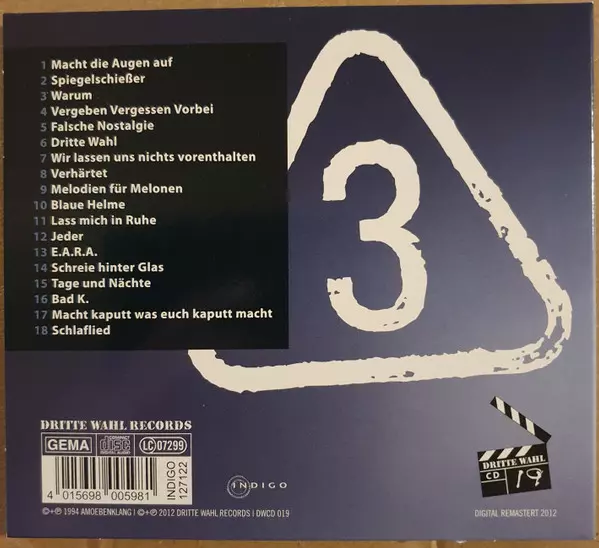 1 Macht die Augen auf
2 Spiegelschießer
3 Warum
4 Vergeben Vergessen Vorbei
5 Falsche Nostalgie
6 Dritte Wahl
7 Wir lassen uns nichts vorenthalten
8 Verhärtet
9 Melodien für Melonen
10 Blaue Helme
11 Lass mich in Ruhe
12 Jeder
13 E.A.R.A.
14 Schreie hinter Glas
15 Tage und Nächte
16 Bad K.
17 Macht kaputt was euch kaputt macht
18 Schlaflied
3
DRITTE WAHL RECORDS
GEMA COMPACT disc DIGITAL AUDIO LC 07299
4 015698 005981
INDIGO 127122
INDIGO
DRITTE WAHL
CD 19
©+℗ 1994 AMOEBENKLANG | ©+℗ 2012 DRITTE WAHL RECORDS | DWCD 019
DIGITAL REMASTERT 2012